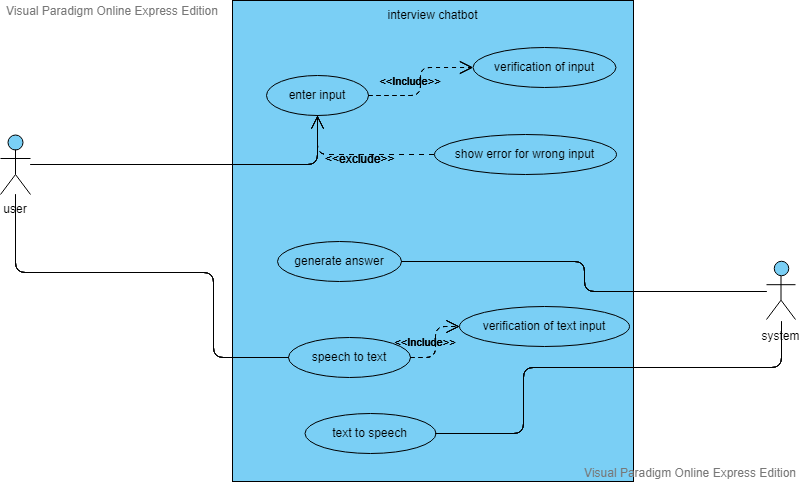 Visual Paradigm Online Express Edition
interview chatbot
verification of input
<<Include>>
enter input
show error for wrong input
<<exclude>>
user
generate answer
verification of text input
system
<<Include>>
speech to text
text to speech
Visual Paradigm Online Express Edition